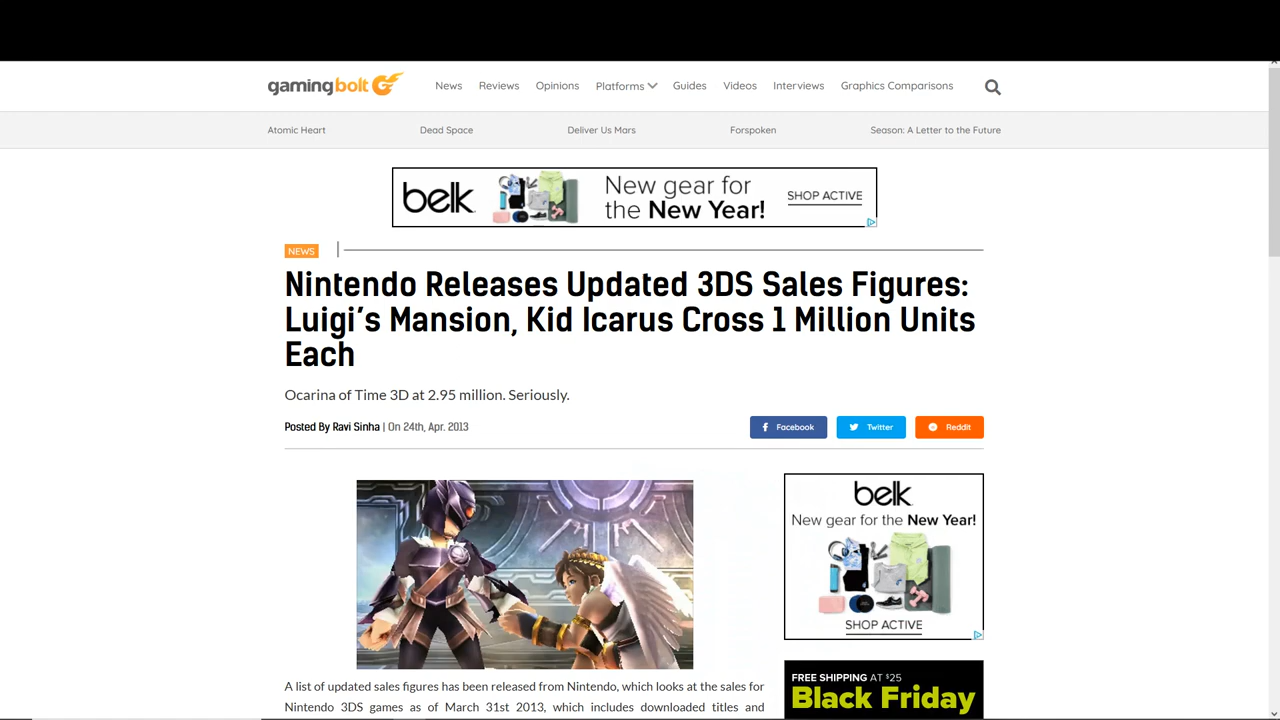 gamingbolt
News Reviews Opinions Platforms Guides Videos Interviews Graphics Comparisons
Atomic Heart Dead Space Deliver Us Mars Forspoken Season: A Letter to the Future
belk
New gear for
the New Year!
SHOP ACTIVE
NEWS
Nintendo Releases Updated 3DS Sales Figures:
Luigi’s Mansion, Kid Icarus Cross 1 Million Units
Each
Ocarina of Time 3D at 2.95 million. Seriously.
Posted By Ravi Sinha | On 24th, Apr. 2013
Facebook Twitter Reddit
belk
New gear for the New Year!
SHOP ACTIVE
FREE SHIPPING AT $25
Black Friday
A list of updated sales figures has been released from Nintendo, which looks at the sales for
Nintendo 3DS games as of March 31st 2013, which includes downloaded titles and